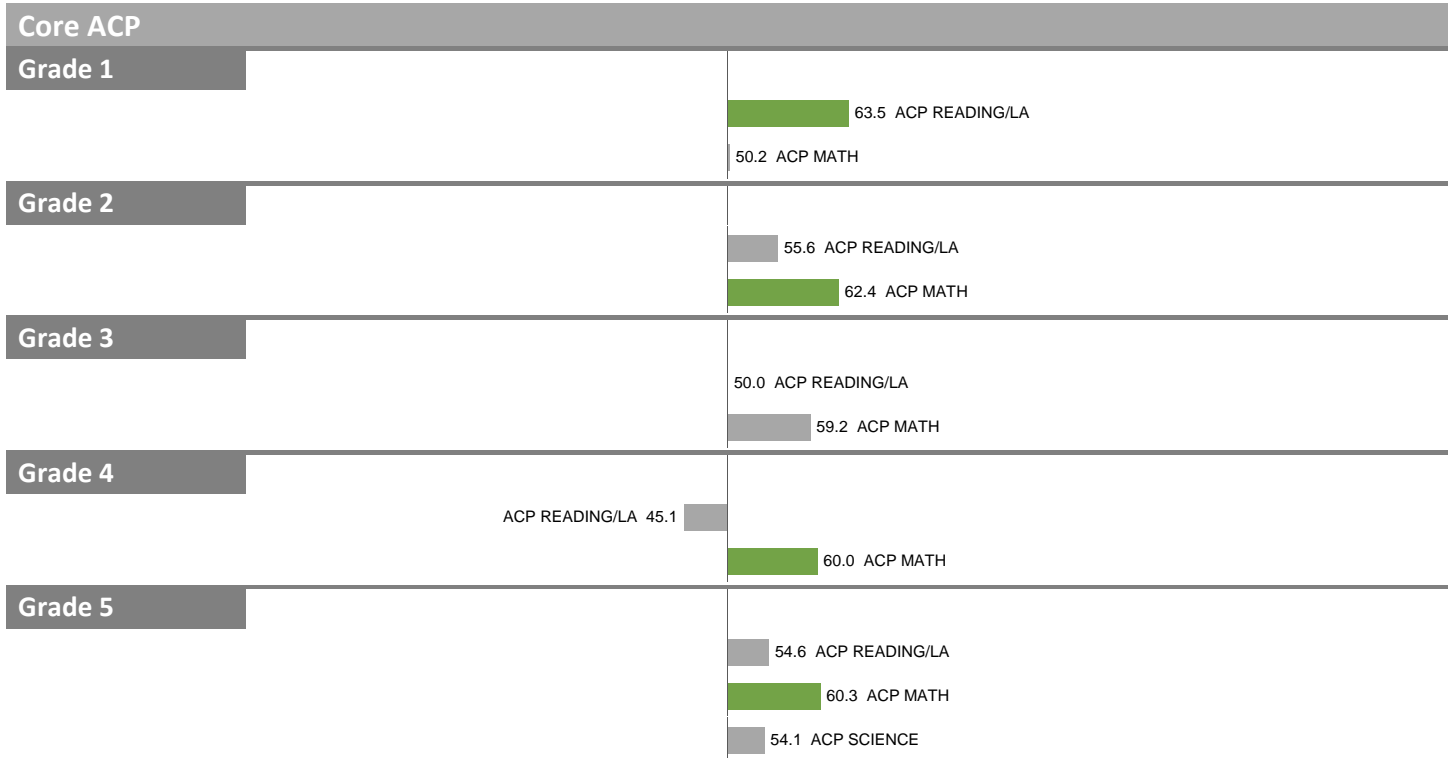 Core ACP
Grade 1
63.5 ACP READING/LA
50.2 ACP MATH
Grade 2
55.6 ACP READING/LA
62.4 ACP MATH
Grade 3
50.0 ACP READING/LA
59.2 ACP MATH
Grade 4
ACP READING/LA 45.1
60.0 ACP MATH
Grade 5
54.6 ACP READING/LA
60.3 ACP MATH
54.1 ACP SCIENCE